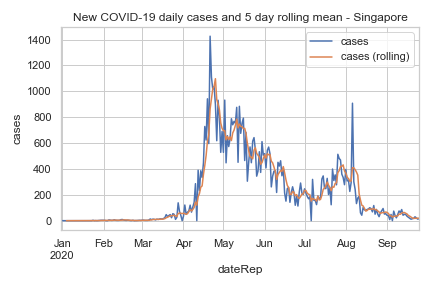 New COVID-19 daily cases and 5 day rolling mean - Singapore
cases
cases (rolling)
1400
1200
1000
800
600
400
200
0
cases
Jan Feb Mar Apr May Jun Jul Aug Sep
2020
dateRep